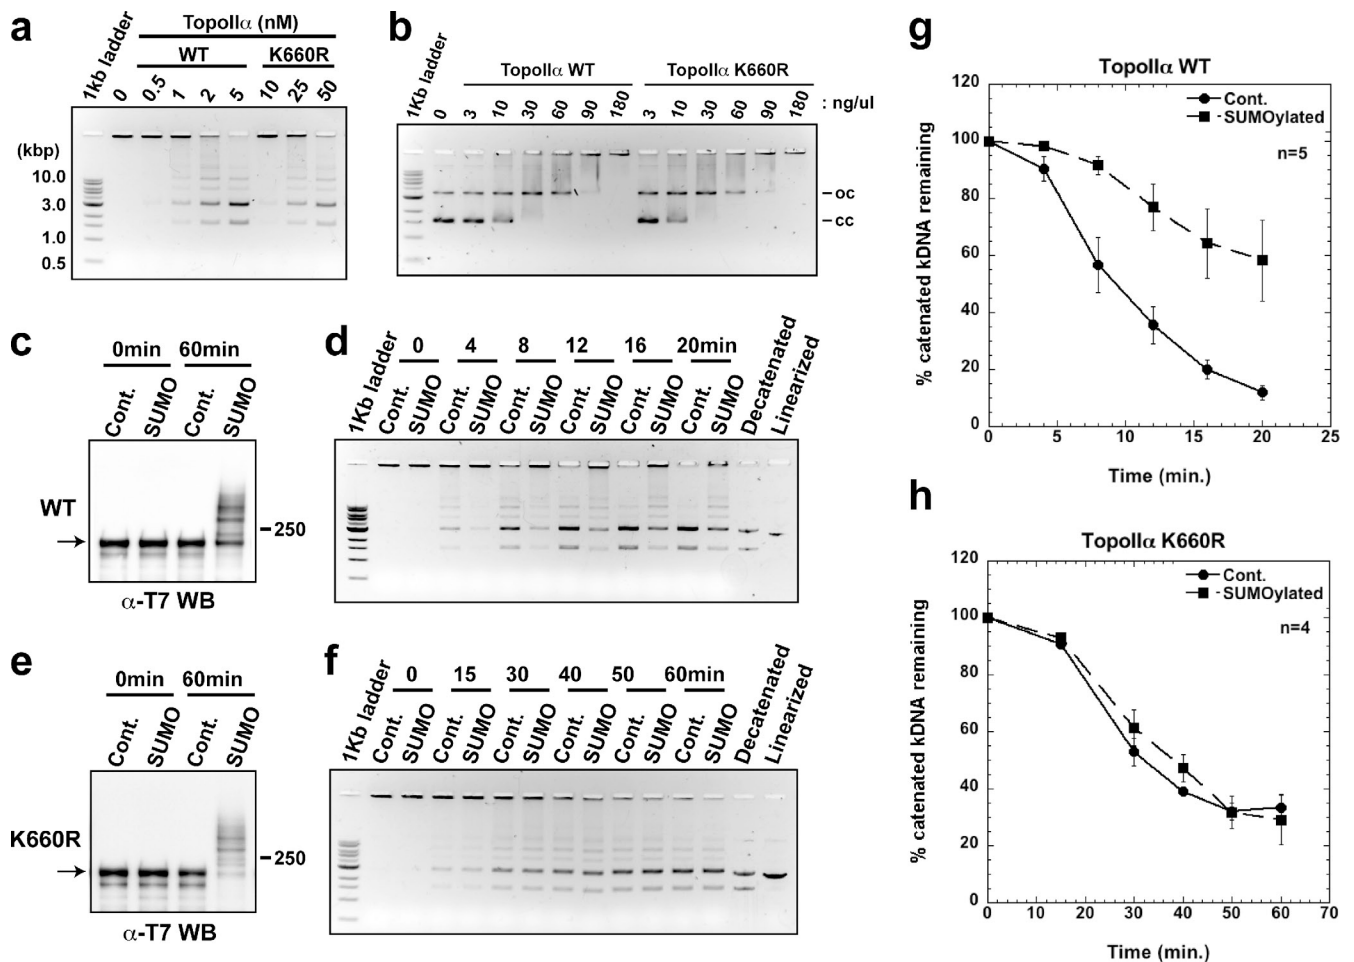 a
TopoIIα (nM)
WT
K660R
1kb ladder
0
0.5
1
2
5
10
25
50
(kbp)
10.0
3.0
1.0
0.5
b
TopoIIα WT
TopoIIα K660R
1Kb ladder
0
3
10
30
60
90
180
3
10
30
60
90
180
: ng/ul
oc
cc
c
0min 60min
Cont.
SUMO
Cont.
SUMO
WT
250
α-T7 WB
d
0 4 8 12 16 20min
1Kb ladder
Cont.
SUMO
Cont.
SUMO
Cont.
SUMO
Cont.
SUMO
Cont.
SUMO
Cont.
SUMO
Decatenated
Linearized
e
0min 60min
Cont.
SUMO
Cont.
SUMO
K660R
250
α-T7 WB
f
0 15 30 40 50 60min
1Kb ladder
Cont.
SUMO
Cont.
SUMO
Cont.
SUMO
Cont.
SUMO
Cont.
SUMO
Cont.
SUMO
Decatenated
Linearized
g
TopoIIα WT
% catenated kDNA remaining
120
100
80
60
40
20
0
Cont.
SUMOylated
n=5
0 5 10 15 20 25
Time (min.)
h
TopoIIα K660R
% catenated kDNA remaining
120
100
80
60
40
20
0
Cont.
SUMOylated
n=4
0 10 20 30 40 50 60 70
Time (min.)